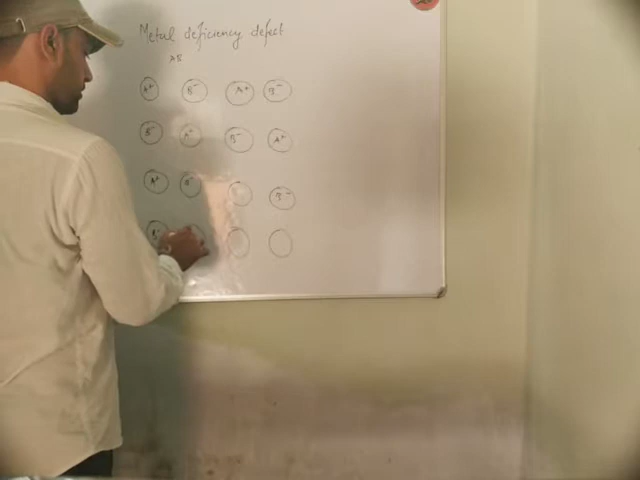 Metal deficiency defect
AB
A⁺ B⁻ A⁺ B⁻
B⁻ A⁺ B⁻ A⁺
A⁺ B⁻ B⁻